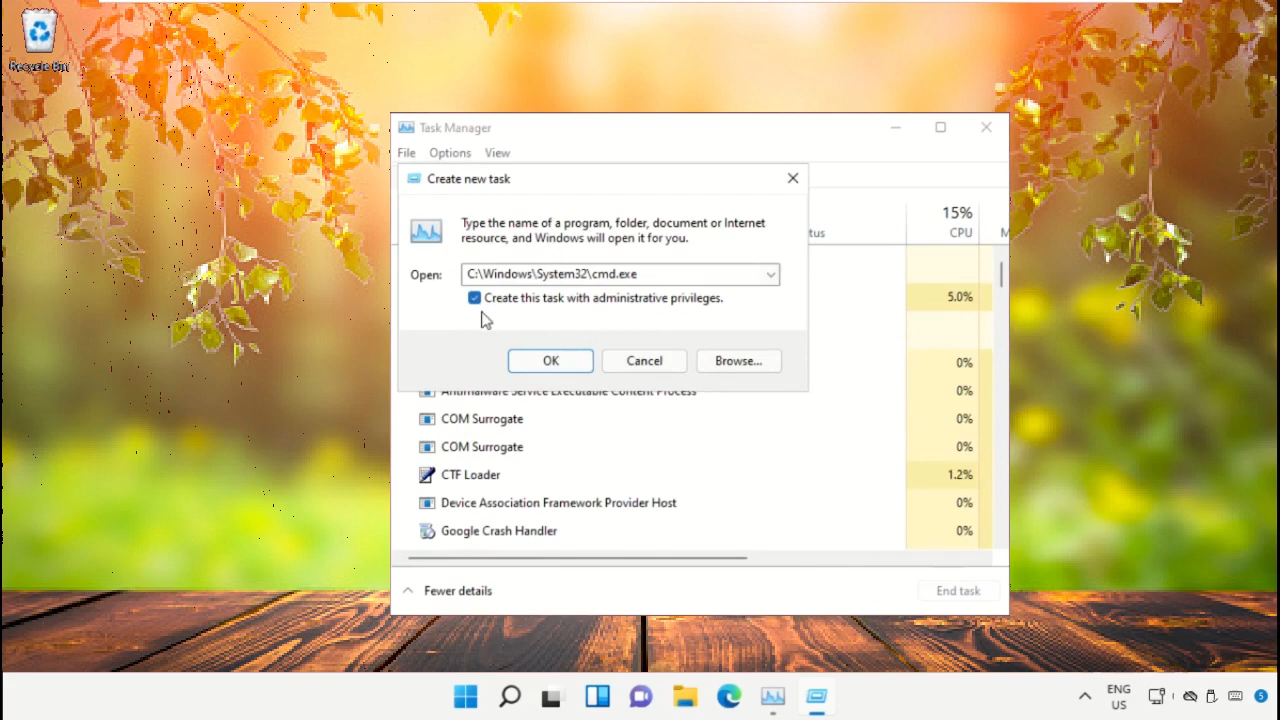 Recycle Bin
Task Manager
File Options View
Create new task
Type the name of a program, folder, document or Internet
resource, and Windows will open it for you.
Open: C:\Windows\System32\cmd.exe
Create this task with administrative privileges.
OK Cancel Browse...
tus
15%
CPU
M
5.0%
0%
Antimalware Service Executable Content Process 0%
COM Surrogate 0%
COM Surrogate 0%
CTF Loader 1.2%
Device Association Framework Provider Host 0%
Google Crash Handler 0%
Fewer details
End task
ENG
US
5